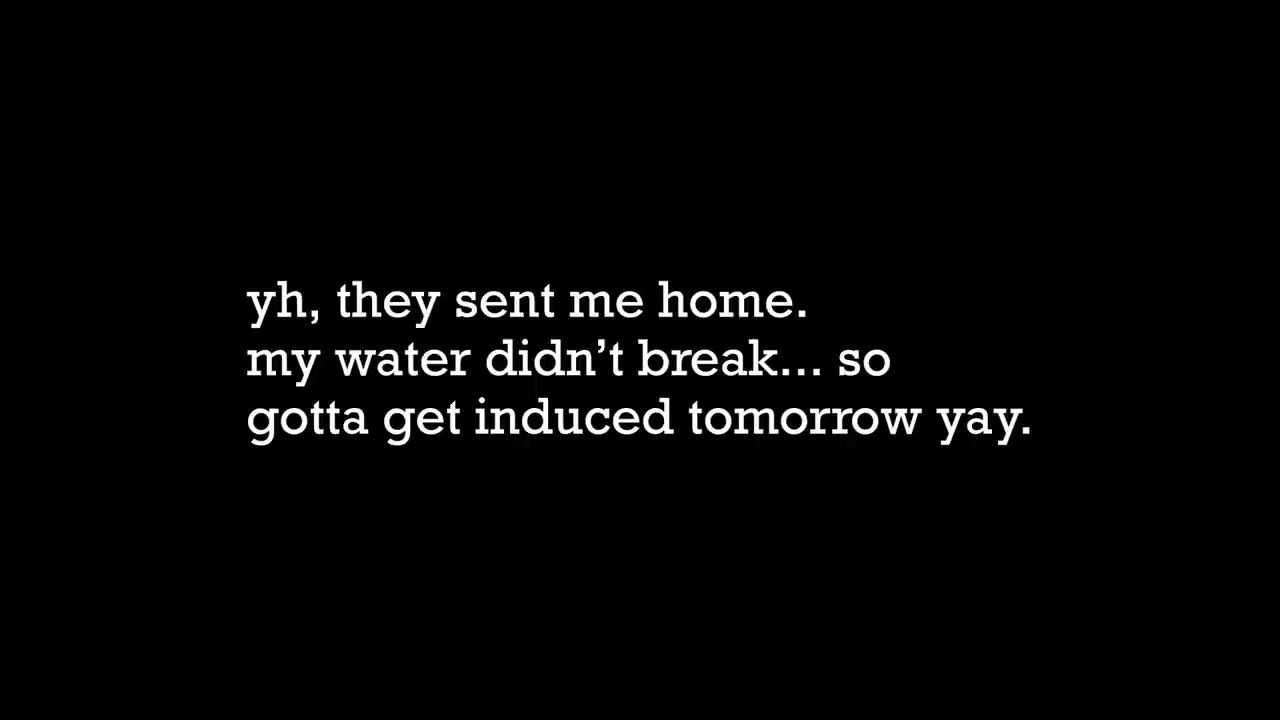 yh, they sent me home.
my water didn’t break... so
gotta get induced tomorrow yay.